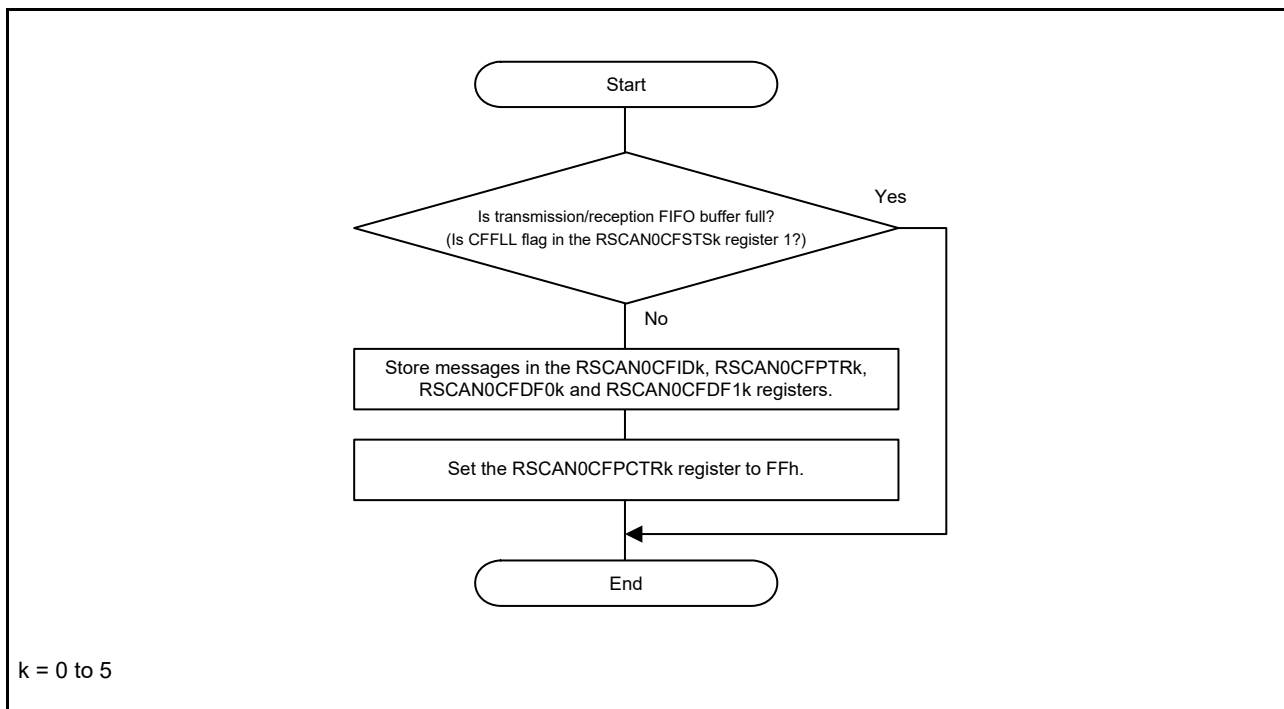 Start
Yes
Is transmission/reception FIFO buffer full?
(Is CFFLL flag in the RSCAN0CFSTSk register 1?)
No
Store messages in the RSCAN0CFIDk, RSCAN0CFPTRk,
RSCAN0CFDF0k and RSCAN0CFDF1k registers.
Set the RSCAN0CFPCTRk register to FFh.
End
k = 0 to 5